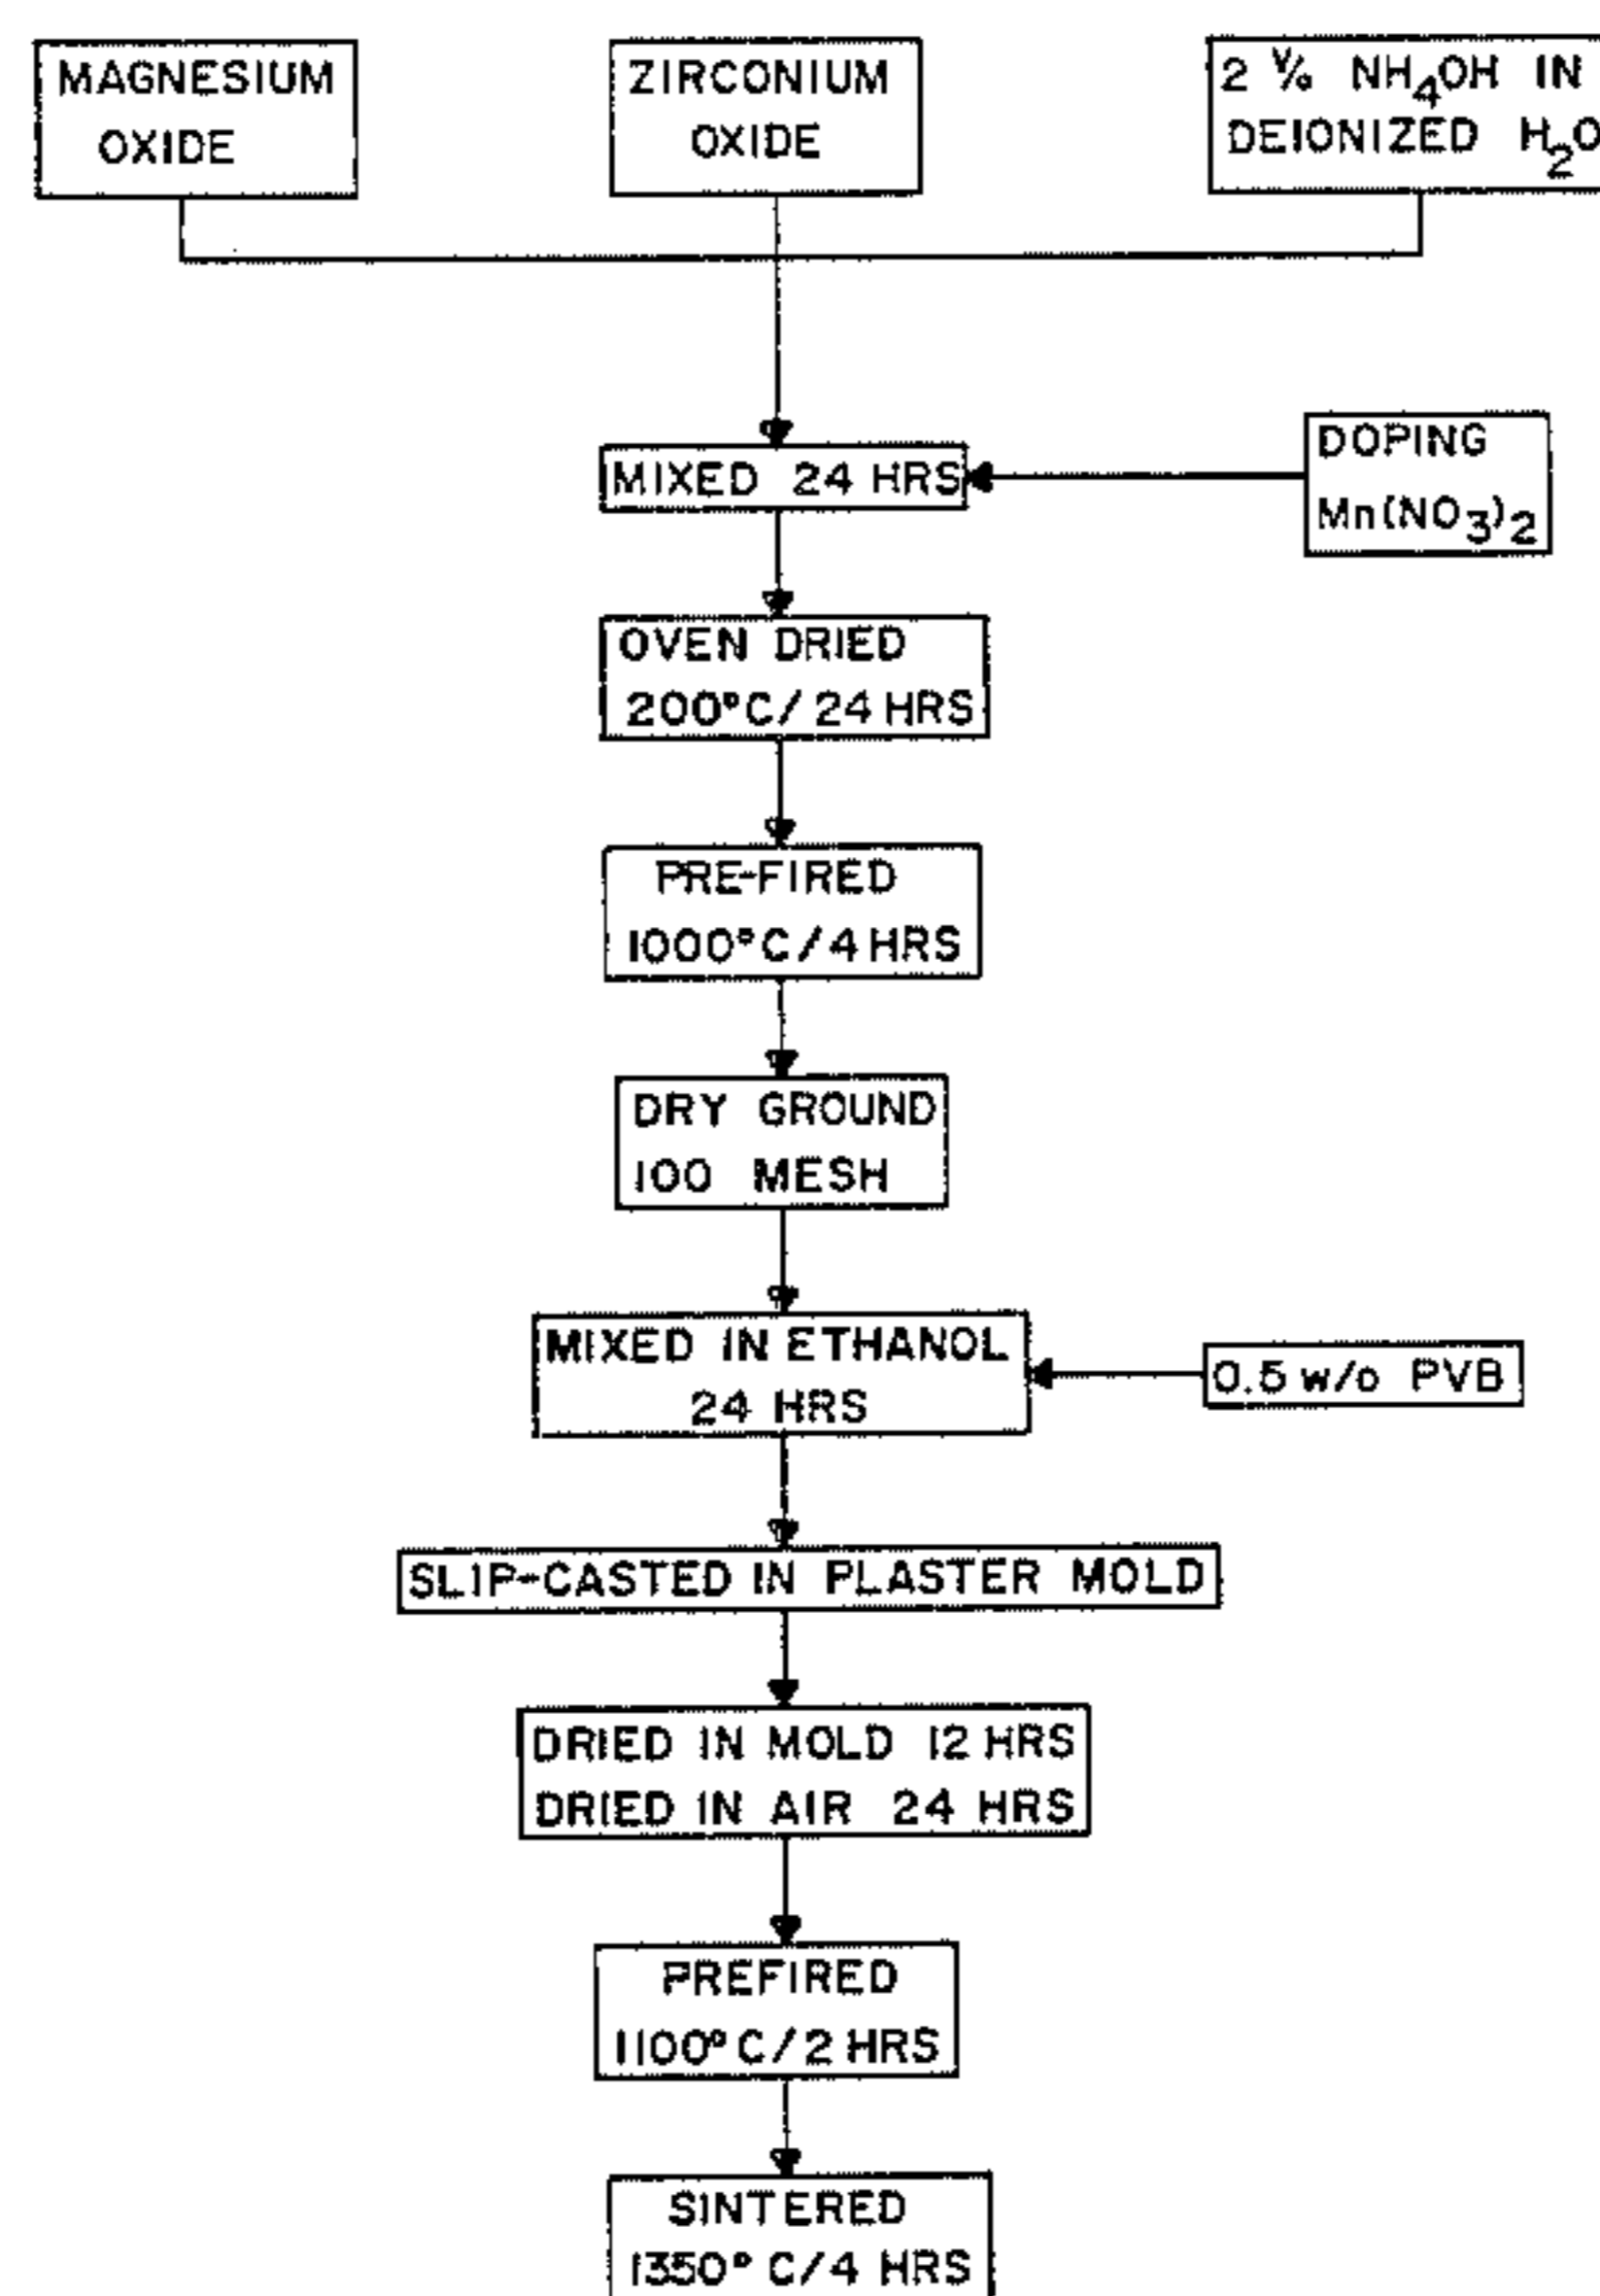 MAGNESIUM
OXIDE
ZIRCONIUM
OXIDE
2 V/o NH4OH IN
DEIONIZED H2O
MIXED 24 HRS
DOPING
Mn(NO3)2
OVEN DRIED
200°C/24 HRS
PRE-FIRED
1000°C/4 HRS
DRY GROUND
100 MESH
MIXED IN ETHANOL
24 HRS
0.5 w/o PVB
SLIP-CASTED IN PLASTER MOLD
DRIED IN MOLD 12 HRS
DRIED IN AIR 24 HRS
PREFIRED
1100°C/2 HRS
SINTERED
1350°C/4 HRS